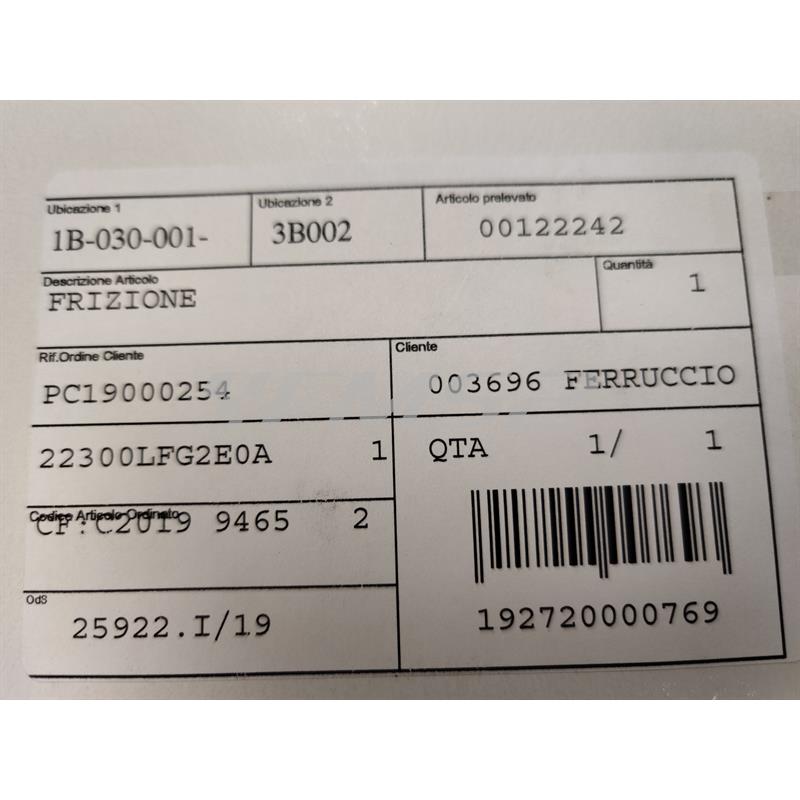 Ubicazione 1
Ubicazione 2
Articolo prelevato
1B-030-001-
3B002
00122242
Descrizione Articolo
Quantità
FRIZIONE
1
Rif.Ordine Cliente
Cliente
PC19000254
003696 FERRUCCIO
22300LFG2E0A 1
QTA 1/ 1
Codice Articolo Ordinato
CF:C2019 9465 2
OdS
25922.I/19
192720000769